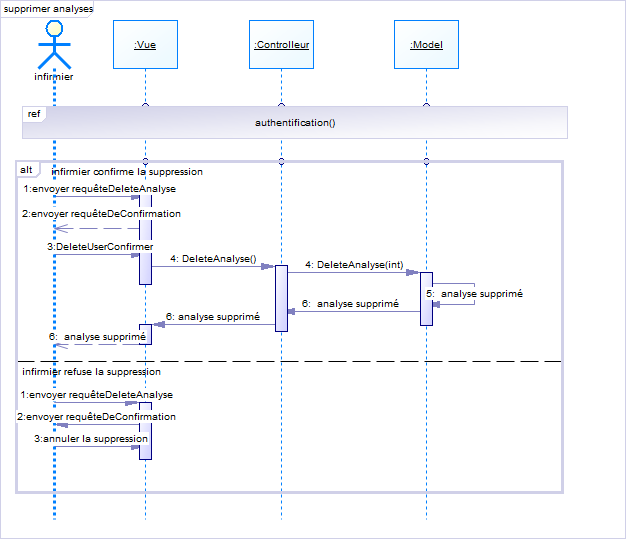 supprimer analyses
:Vue
:Controlleur
:Model
infirmier
ref
authentification()
alt
infirmier confirme la suppression
1:envoyer requêteDeleteAnalyse
2:envoyer requêtDeConfirmation
3:DeleteUserConfirmer
4: DeleteAnalyse()
4: DeleteAnalyse(int)
5: analyse supprimé
6: analyse supprimé
6: analyse supprimé
6: analyse supprimé
infirmier refuse la suppression
1:envoyer requêteDeleteAnalyse
2:envoyer requêtDeConfirmation
3:annuler la suppression